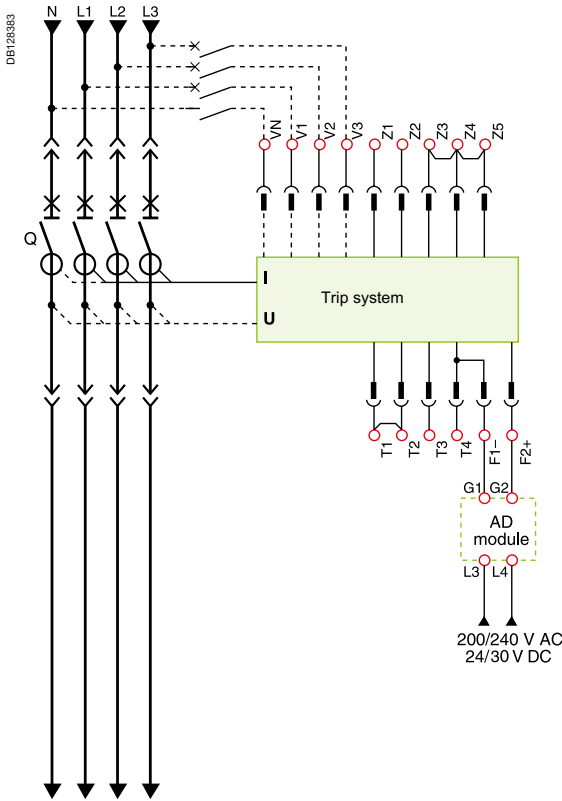 DB128383
N L1 L2 L3
VN V1 V2 V3 Z1 Z2 Z3 Z4 Z5
Q
I
Trip system
U
T1 T2 T3 T4 F1– F2+
G1 G2
AD
module
L3 L4
200/240 V AC
24/30 V DC